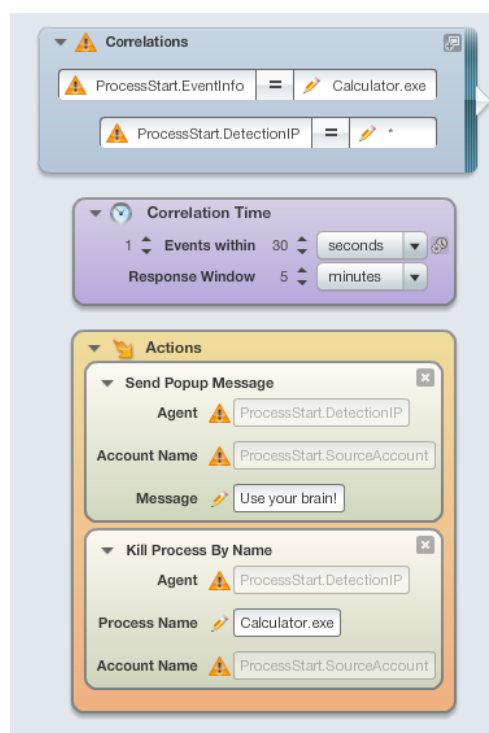 Correlations
ProcessStart.EventInfo = Calculator.exe
ProcessStart.DetectionIP = *
Correlation Time
1 Events within 30 seconds
Response Window 5 minutes
Actions
Send Popup Message
Agent ProcessStart.DetectionIP
Account Name ProcessStart.SourceAccount
Message Use your brain!
Kill Process By Name
Agent ProcessStart.DetectionIP
Process Name Calculator.exe
Account Name ProcessStart.SourceAccount